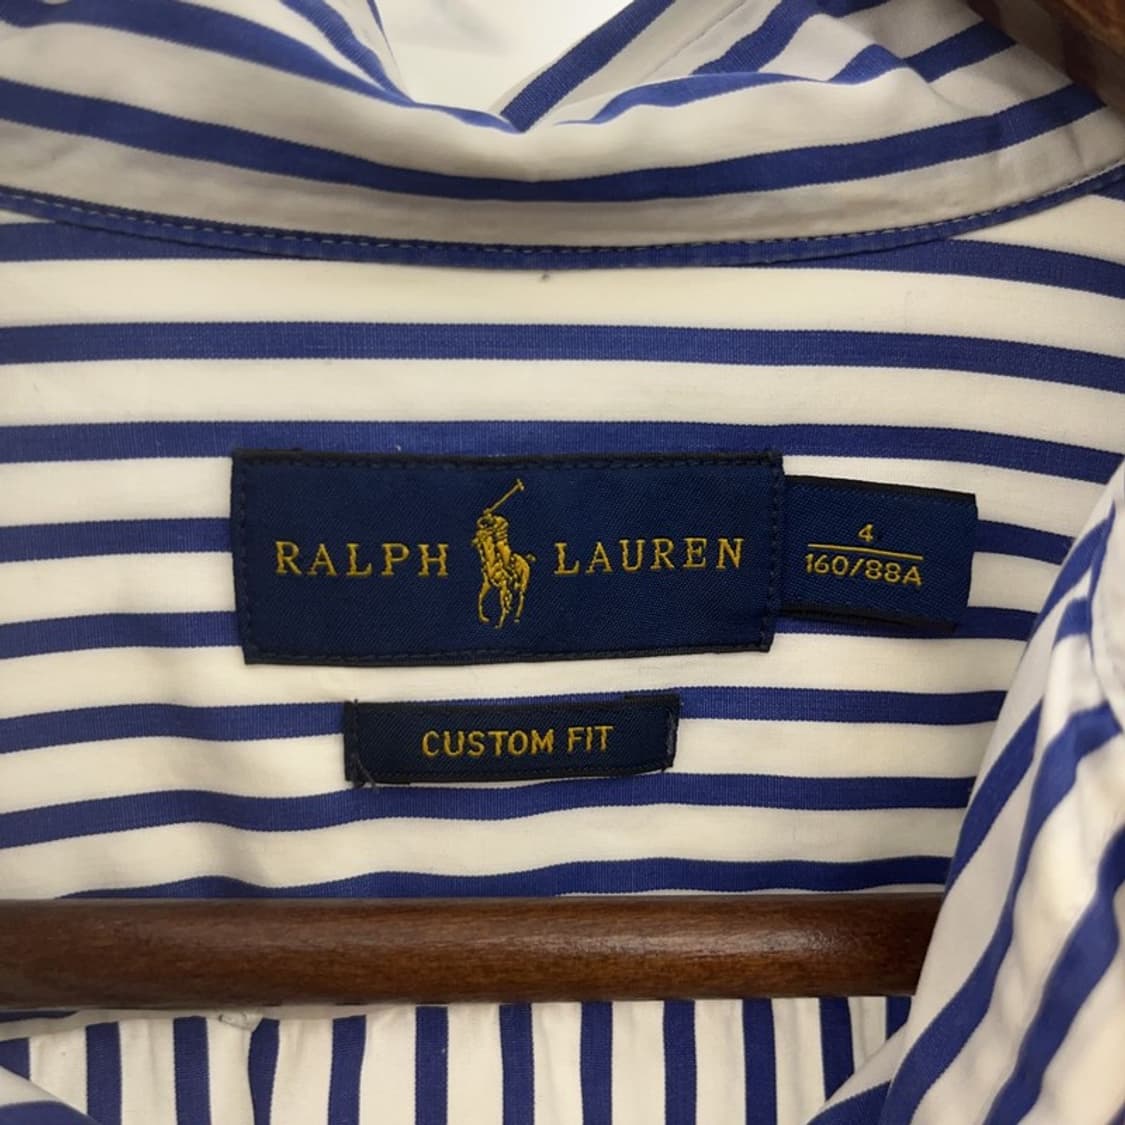 RALPH LAUREN
4
160/88A
CUSTOM FIT